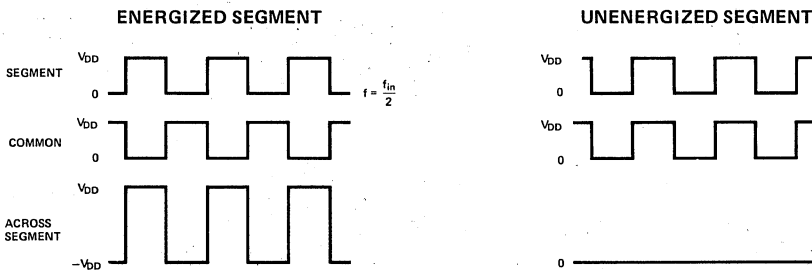 ENERGIZED SEGMENT
UNENERGIZED SEGMENT
SEGMENT
VDD
0
f = fin/2
VDD
0
COMMON
VDD
0
VDD
0
ACROSS
SEGMENT
VDD
−VDD
0